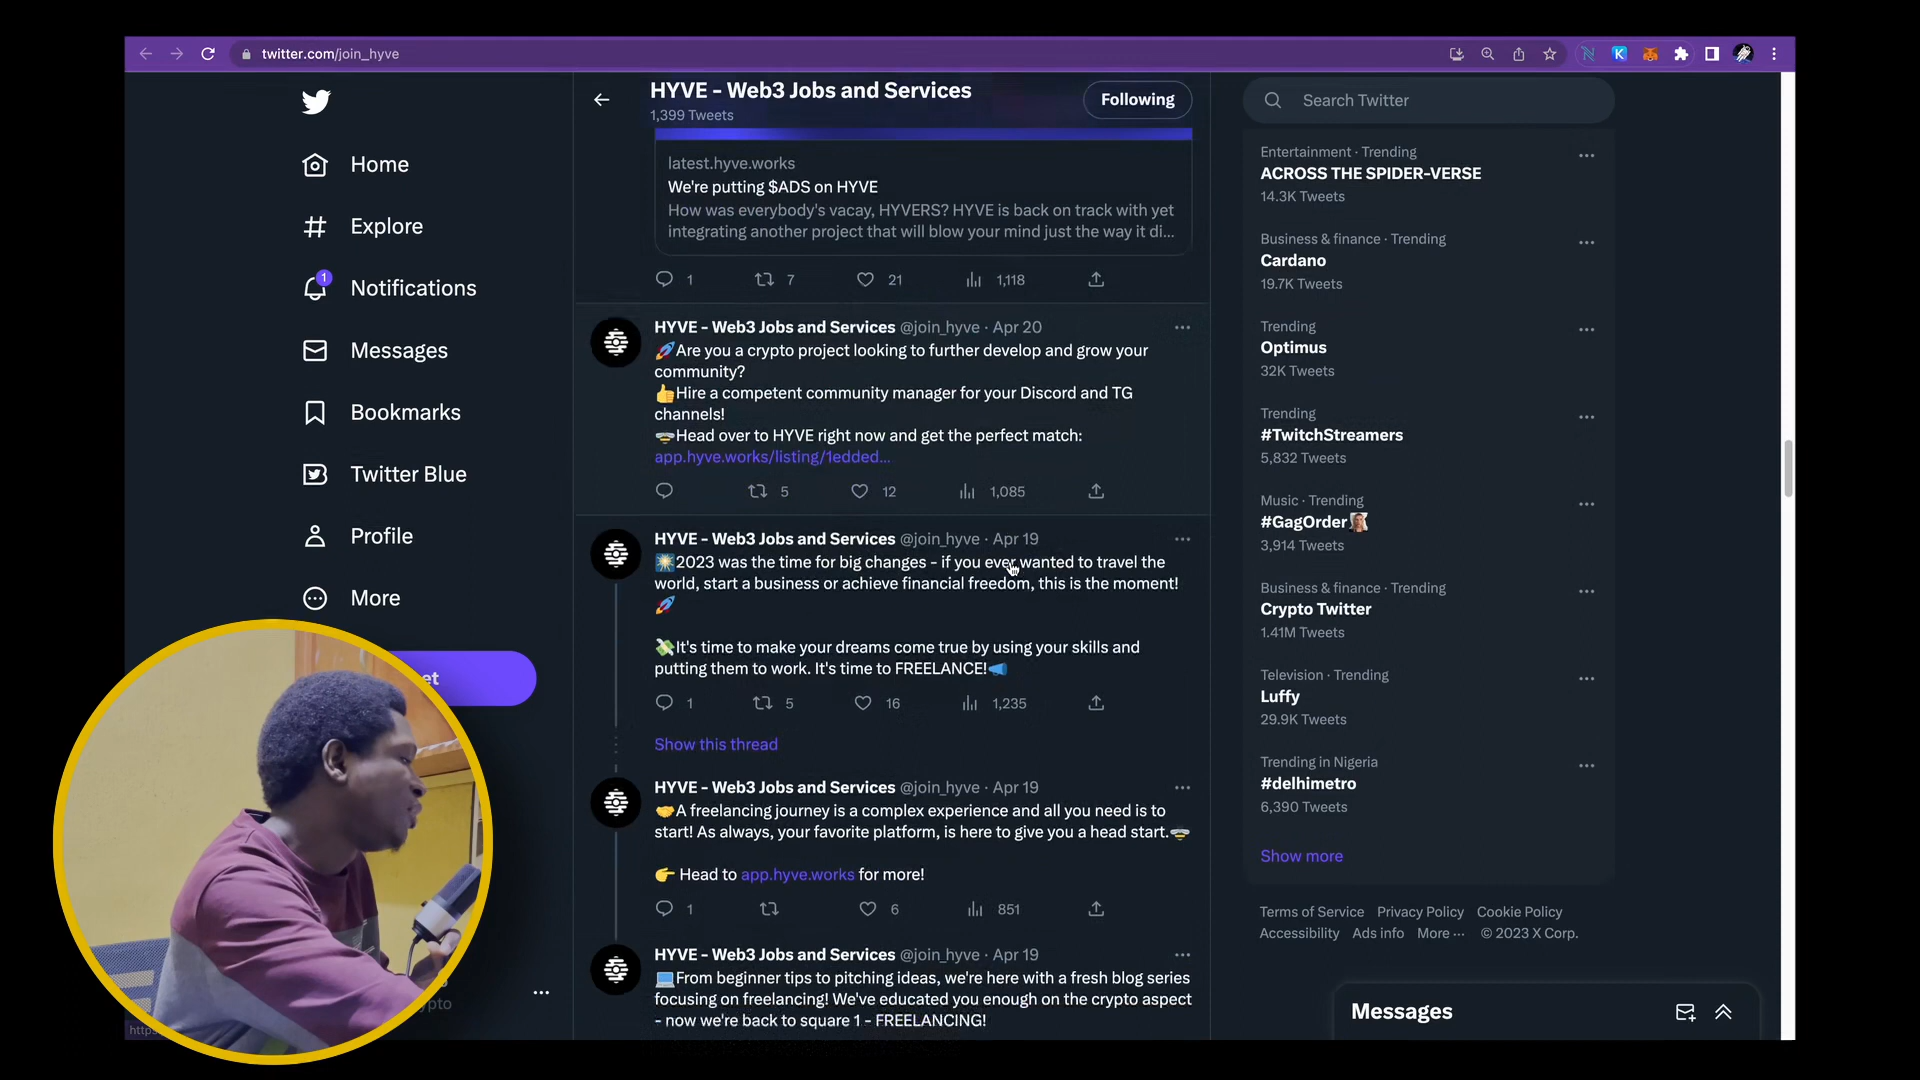 twitter.com/join_hyve
HYVE - Web3 Jobs and Services
1,399 Tweets
Following
Search Twitter
Home
Explore
1
Notifications
Messages
Bookmarks
Twitter Blue
Profile
More
et
latest.hyve.works
We're putting $ADS on HYVE
How was everybody's vacay, HYVERS? HYVE is back on track with yet
integrating another project that will blow your mind just the way it di...
1 7 21 1,118
HYVE - Web3 Jobs and Services @join_hyve · Apr 20
🚀Are you a crypto project looking to further develop and grow your
community?
👍Hire a competent community manager for your Discord and TG
channels!
🐝Head over to HYVE right now and get the perfect match:
app.hyve.works/listing/1edded...
5 12 1,085
HYVE - Web3 Jobs and Services @join_hyve · Apr 19
🎇2023 was the time for big changes - if you ever wanted to travel the
world, start a business or achieve financial freedom, this is the moment!
🚀
💸It's time to make your dreams come true by using your skills and
putting them to work. It's time to FREELANCE!📣
1 5 16 1,235
Show this thread
HYVE - Web3 Jobs and Services @join_hyve · Apr 19
🤝A freelancing journey is a complex experience and all you need is to
start! As always, your favorite platform, is here to give you a head start.🐝
👉 Head to app.hyve.works for more!
1 6 851
HYVE - Web3 Jobs and Services @join_hyve · Apr 19
💻From beginner tips to pitching ideas, we're here with a fresh blog series
focusing on freelancing! We've educated you enough on the crypto aspect
- now we're back to square 1 - FREELANCING!
Entertainment · Trending
ACROSS THE SPIDER-VERSE
14.3K Tweets
Business & finance · Trending
Cardano
19.7K Tweets
Trending
Optimus
32K Tweets
Trending
#TwitchStreamers
5,832 Tweets
Music · Trending
#GagOrder
3,914 Tweets
Business & finance · Trending
Crypto Twitter
1.41M Tweets
Television · Trending
Luffy
29.9K Tweets
Trending in Nigeria
#delhimetro
6,390 Tweets
Show more
Terms of Service Privacy Policy Cookie Policy
Accessibility Ads info More ··· © 2023 X Corp.
Messages